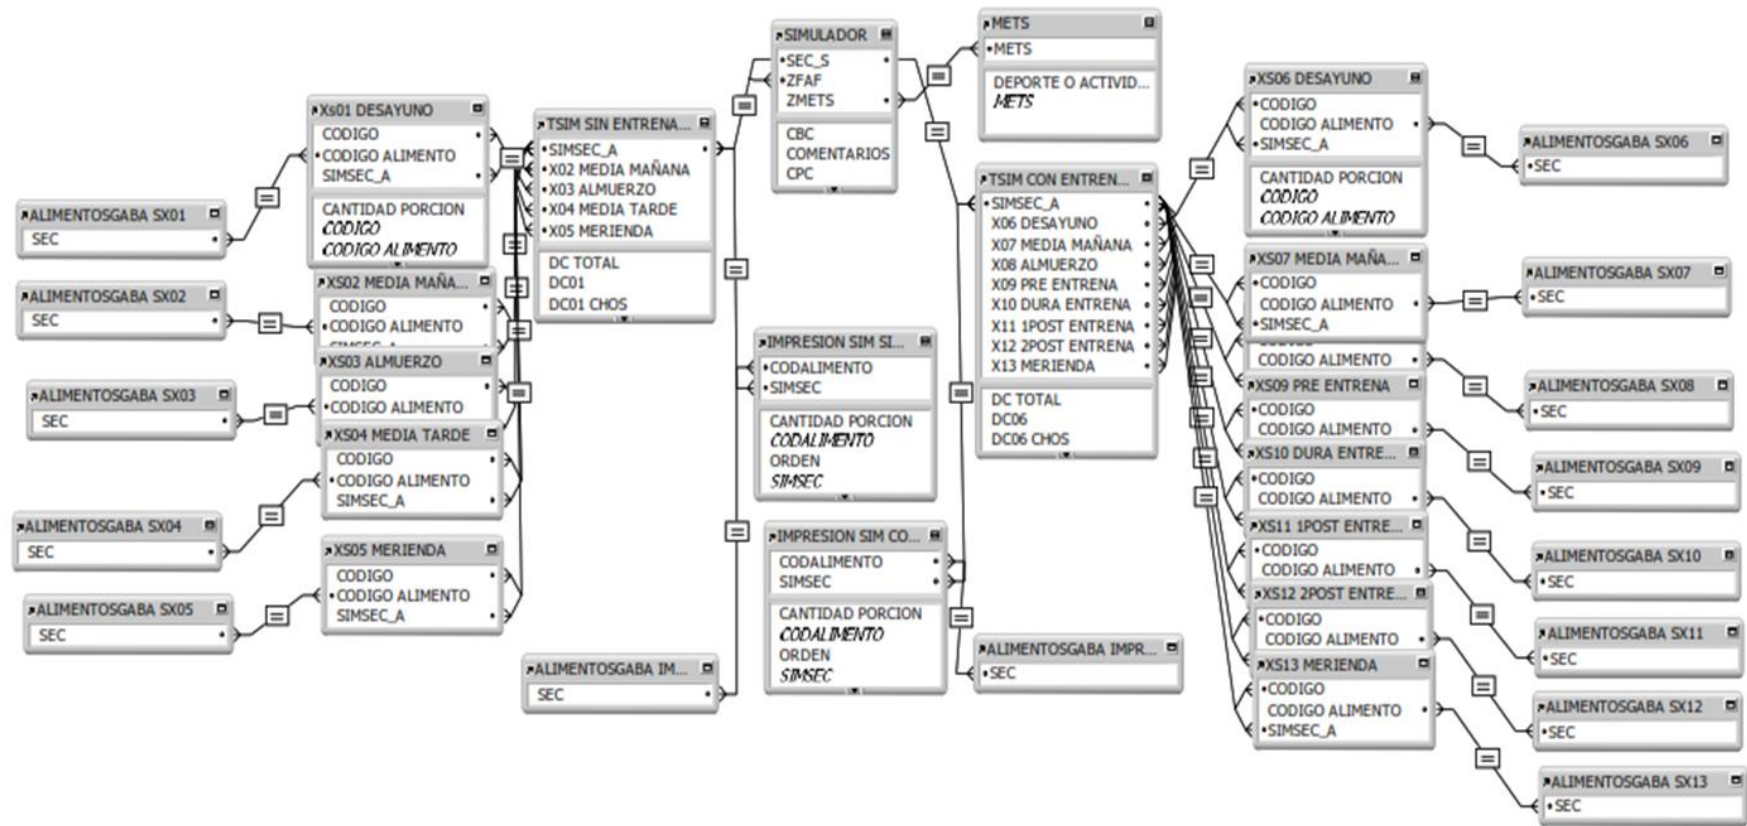 SIMULADOR
SEC_S
ZFAF
ZMETS
CBC
COMENTARIOS
CPC
METS
METS
DEPORTE O ACTIVID...
METS
Xs01 DESAYUNO
CODIGO
CODIGO ALIMENTO
SIMSEC_A
CANTIDAD PORCION
CODIGO
CODIGO ALIMENTO
TSIM SIN ENTRENA...
SIMSEC_A
X02 MEDIA MAÑANA
X03 ALMUERZO
X04 MEDIA TARDE
X05 MERIENDA
DC TOTAL
DC01
DC01 CHOS
ALIMENTOSGABA SX01
SEC
ALIMENTOSGABA SX02
SEC
XS02 MEDIA MAÑA...
CODIGO
CODIGO ALIMENTO
SIMSEC_A
XS03 ALMUERZO
CODIGO
CODIGO ALIMENTO
ALIMENTOSGABA SX03
SEC
XS04 MEDIA TARDE
CODIGO
CODIGO ALIMENTO
SIMSEC_A
ALIMENTOSGABA SX04
SEC
XS05 MERIENDA
CODIGO
CODIGO ALIMENTO
SIMSEC_A
ALIMENTOSGABA SX05
SEC
IMPRESION SIM SI...
CODALIMENTO
SIMSEC
CANTIDAD PORCION
CODALIMENTO
ORDEN
SIMSEC
IMPRESION SIM CO...
CODALIMENTO
SIMSEC
CANTIDAD PORCION
CODALIMENTO
ORDEN
SIMSEC
ALIMENTOSGABA IM...
SEC
ALIMENTOSGABA IMPR...
SEC
TSIM CON ENTREN...
SIMSEC_A
X06 DESAYUNO
X07 MEDIA MAÑANA
X08 ALMUERZO
X09 PRE ENTRENA
X10 DURA ENTRENA
X11 1POST ENTRENA
X12 2POST ENTRENA
X13 MERIENDA
DC TOTAL
DC06
DC06 CHOS
XS06 DESAYUNO
CODIGO
CODIGO ALIMENTO
SIMSEC_A
CANTIDAD PORCION
CODIGO
CODIGO ALIMENTO
ALIMENTOSGABA SX06
SEC
XS07 MEDIA MAÑA...
CODIGO
CODIGO ALIMENTO
SIMSEC_A
ALIMENTOSGABA SX07
SEC
CODIGO ALIMENTO
ALIMENTOSGABA SX08
SEC
XS09 PRE ENTRENA
CODIGO
CODIGO ALIMENTO
ALIMENTOSGABA SX09
SEC
XS10 DURA ENTRE...
CODIGO
CODIGO ALIMENTO
ALIMENTOSGABA SX10
SEC
XS11 1POST ENTRE...
CODIGO
CODIGO ALIMENTO
ALIMENTOSGABA SX11
SEC
XS12 2POST ENTRE...
CODIGO
CODIGO ALIMENTO
ALIMENTOSGABA SX12
SEC
XS13 MERIENDA
CODIGO
CODIGO ALIMENTO
SIMSEC_A
ALIMENTOSGABA SX13
SEC